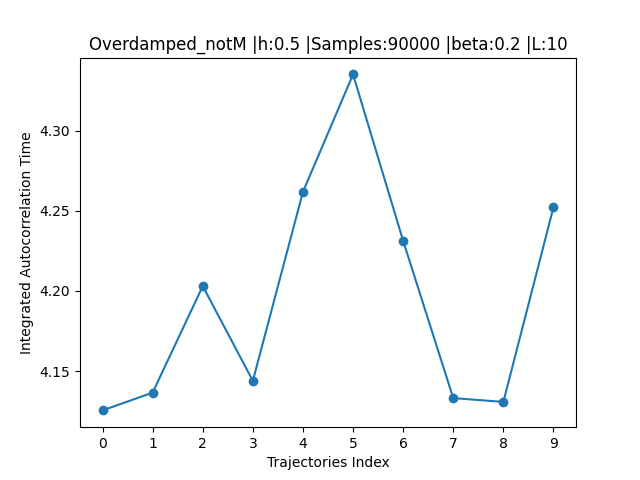 Overdamped_notM |h:0.5 |Samples:90000 |beta:0.2 |L:10
Integrated Autocorrelation Time
4.30
4.25
4.20
4.15
0 1 2 3 4 5 6 7 8 9
Trajectories Index